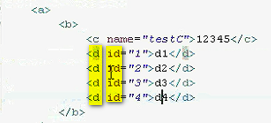 <a>
<b>
<c name="testC">12345</c>
<d id="1">d1</d>
<d id="2">d2</d>
<d id="3">d3</d>
<d id="4">d4</d>
</b>
</a>